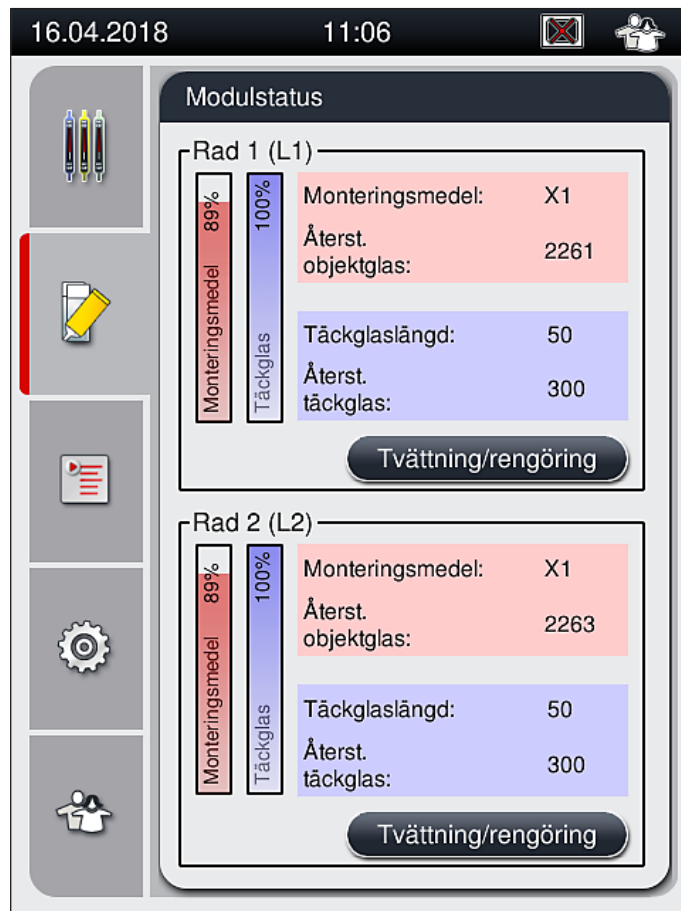 16.04.2018 11:06
Modulstatus
Rad 1 (L1)
Monteringsmedel 89%
Täckglas 100%
Monteringsmedel: X1
Återst.
objektglas: 2261
Täckglaslängd: 50
Återst.
täckglas: 300
Tvättning/rengöring
Rad 2 (L2)
Monteringsmedel 89%
Täckglas 100%
Monteringsmedel: X1
Återst.
objektglas: 2263
Täckglaslängd: 50
Återst.
täckglas: 300
Tvättning/rengöring